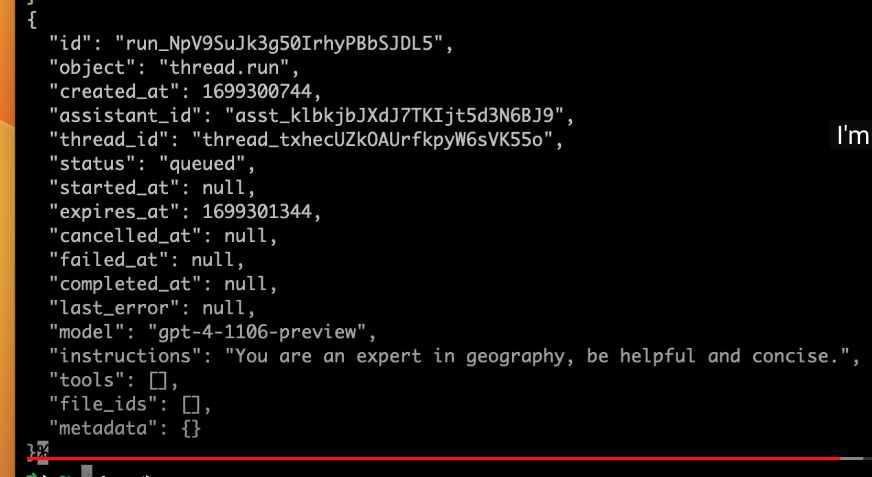 {
"id": "run_NpV9SuJk3g50IrhyPBbSJDL5",
"object": "thread.run",
"created_at": 1699300744,
"assistant_id": "asst_klbkjbJXdJ7TKIjt5d3N6BJ9",
"thread_id": "thread_txhecUZkOAUrfkpyW6sVK55o",
I'm
"status": "queued",
"started_at": null,
"expires_at": 1699301344,
"cancelled_at": null,
"failed_at": null,
"completed_at": null,
"last_error": null,
"model": "gpt-4-1106-preview",
"instructions": "You are an expert in geography, be helpful and concise.",
"tools": [],
"file_ids": [],
"metadata": {}
}%